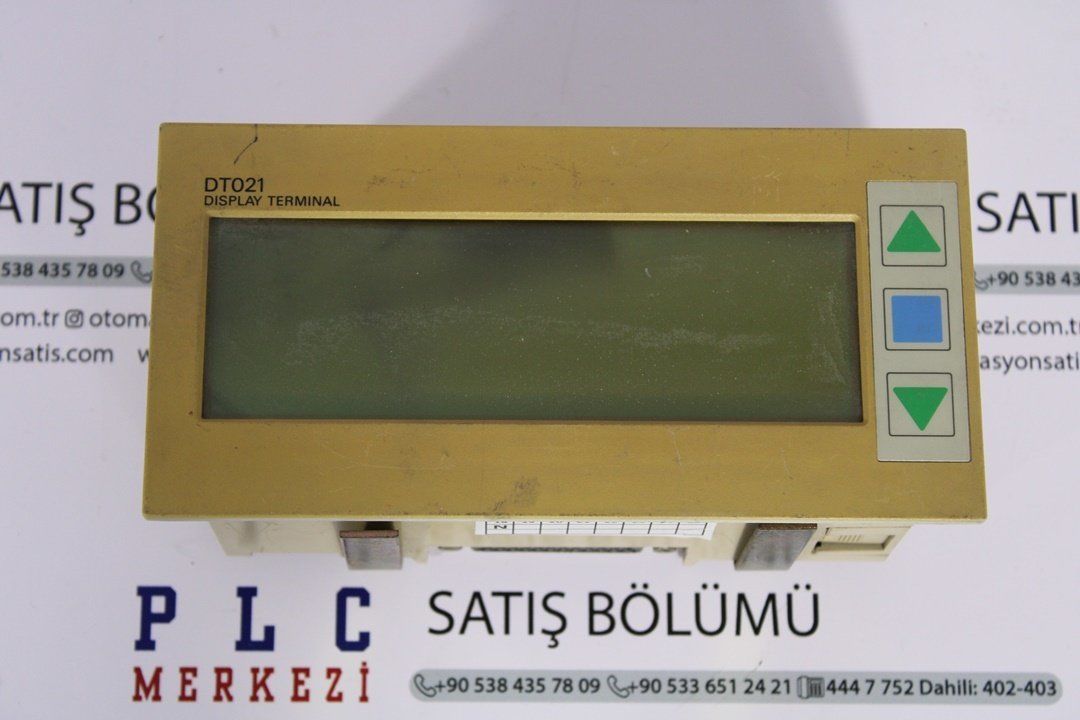 DT021
DISPLAY TERMINAL
ATIŞ B
SATI
538 435 78 09
+90 538 43
om.tr otom
kezi.com.t
nsatis.com w
asyonsati
PLC
MERKEZİ
SATIŞ BÖLÜMÜ
+90 538 435 78 09 +90 533 651 24 21 444 7 752 Dahili: 402-403